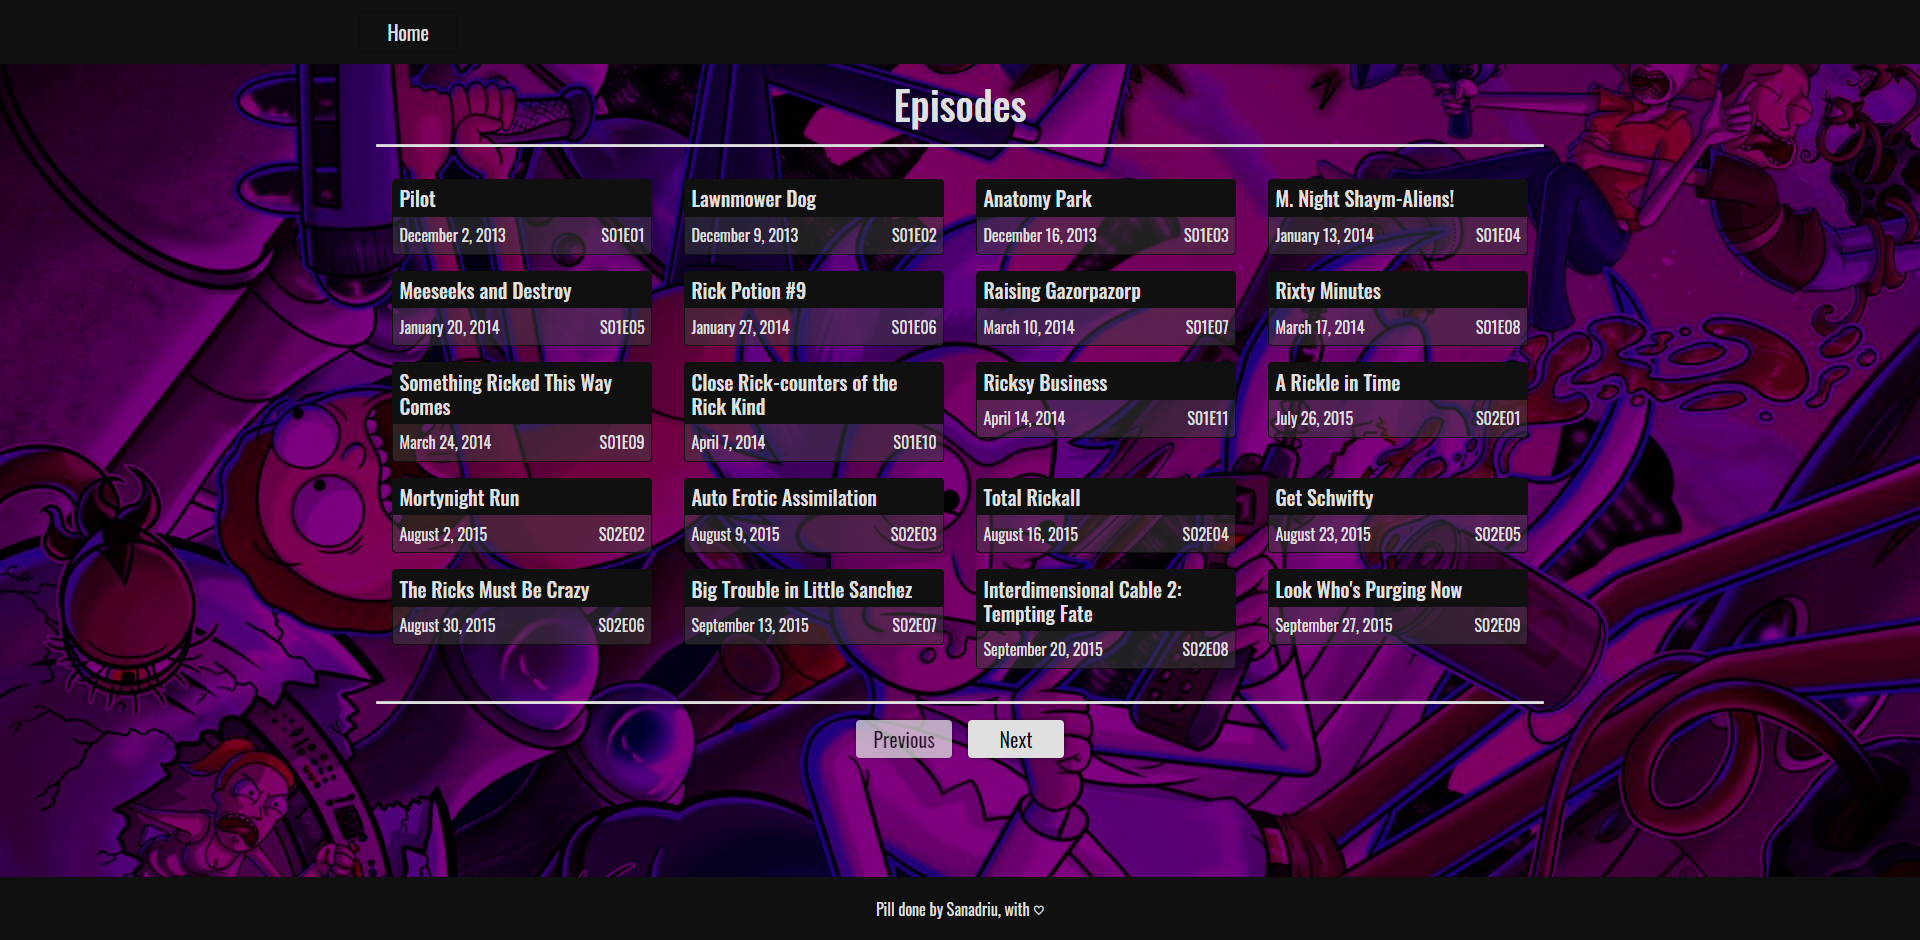 Home
Episodes
Pilot
December 2, 2013 S01E01
Lawnmower Dog
December 9, 2013 S01E02
Anatomy Park
December 16, 2013 S01E03
M. Night Shaym-Aliens!
January 13, 2014 S01E04
Meeseeks and Destroy
January 20, 2014 S01E05
Rick Potion #9
January 27, 2014 S01E06
Raising Gazorpazorp
March 10, 2014 S01E07
Rixty Minutes
March 17, 2014 S01E08
Something Ricked This Way
Comes
March 24, 2014 S01E09
Close Rick-counters of the
Rick Kind
April 7, 2014 S01E10
Ricksy Business
April 14, 2014 S01E11
A Rickle in Time
July 26, 2015 S02E01
Mortynight Run
August 2, 2015 S02E02
Auto Erotic Assimilation
August 9, 2015 S02E03
Total Rickall
August 16, 2015 S02E04
Get Schwifty
August 23, 2015 S02E05
The Ricks Must Be Crazy
August 30, 2015 S02E06
Big Trouble in Little Sanchez
September 13, 2015 S02E07
Interdimensional Cable 2:
Tempting Fate
September 20, 2015 S02E08
Look Who's Purging Now
September 27, 2015 S02E09
Previous Next
Pill done by Sanadriu, with ♡